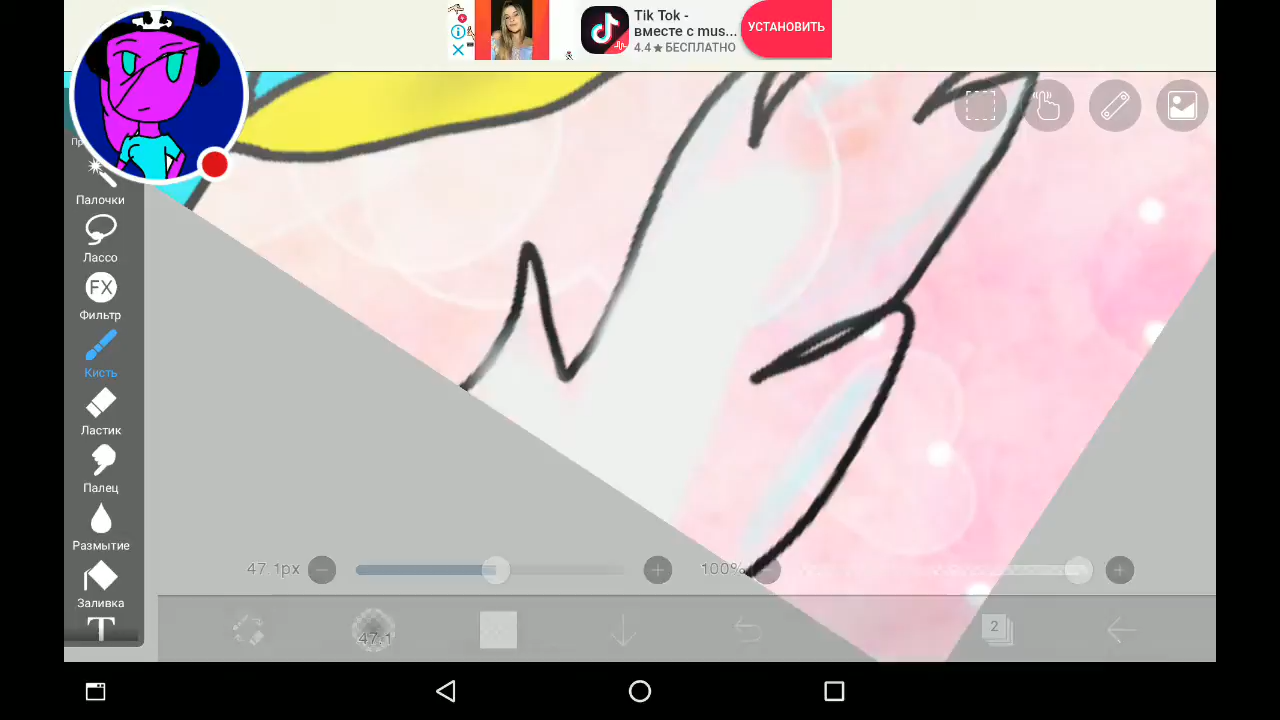 Tik Tok -
вместе с mus...
4.4 ★ БЕСПЛАТНО
УСТАНОВИТЬ
Палочки
Лассо
FX
Фильтр
Кисть
Ластик
Палец
Размытие
Заливка
T
47 1px
100%
47.1
2